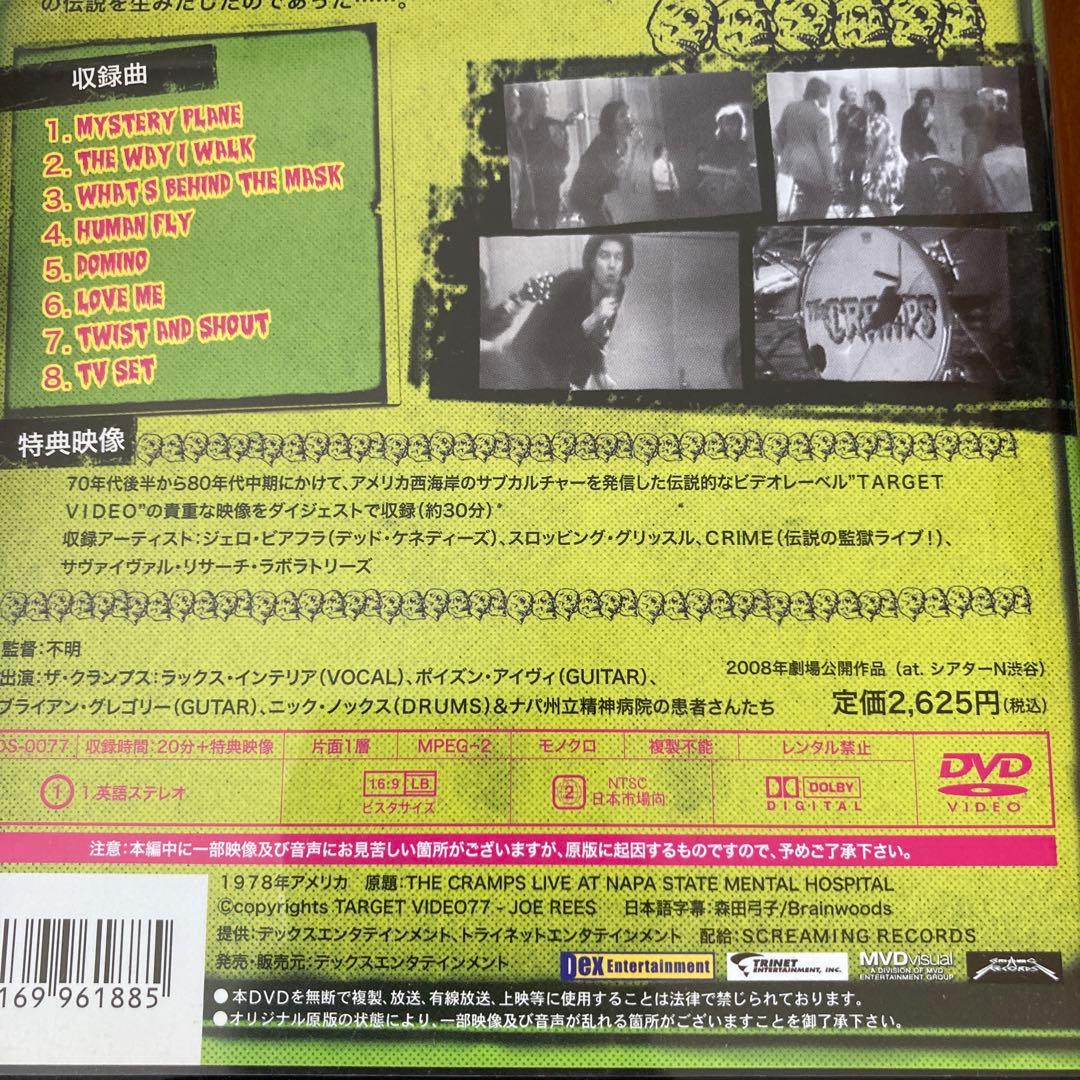 の伝説を生みだしたのであった……。
収録曲
1. MYSTERY PLANE
2. THE WAY I WALK
3. WHAT'S BEHIND THE MASK
4. HUMAN FLY
5. DOMINO
6. LOVE ME
7. TWIST AND SHOUT
8. TV SET
THE CRAMPS
特典映像
70年代後半から80年代中期にかけて、アメリカ西海岸のサブカルチャーを発信した伝説的なビデオレーベル"TARGET
VIDEO"の貴重な映像をダイジェストで収録(約30分)
収録アーティスト:ジェロ・ビアフラ(デッド・ケネディーズ)、スロッビング・グリッスル、CRIME(伝説の監獄ライブ!)、
サヴァイヴァル・リサーチ・ラボラトリーズ
監督:不明
出演:ザ・クランプス:ラックス・インテリア(VOCAL)、ポイズン・アイヴィ(GUITAR)、
ブライアン・グレゴリー(GUTAR)、ニック・ノックス(DRUMS)&ナパ州立精神病院の患者さんたち
2008年劇場公開作品(at. シアターN渋谷)
定価2,625円(税込)
DS-0077 収録時間:20分+特典映像 片面1層 MPEG-2 モノクロ 複製不能 レンタル禁止
1 1.英語ステレオ
16:9 LB
ビスタサイズ
2 NTSC
日本市場向
DOLBY
DIGITAL
DVD
VIDEO
注意:本編中に一部映像及び音声にお見苦しい箇所がございますが、原版に起因するものですので、予めご了承下さい。
1978年アメリカ 原題:THE CRAMPS LIVE AT NAPA STATE MENTAL HOSPITAL
©copyrights TARGET VIDEO77 - JOE REES 日本語字幕:森田弓子/Brainwoods
提供:デックスエンタテインメント、トライネットエンタテインメント 配給:SCREAMING RECORDS
発売・販売元:デックスエンタテインメント
Dex Entertainment
TRINET
ENTERTAINMENT, INC.
MVDvisual
A DIVISION OF MVD
ENTERTAINMENT GROUP
169 961885
●本DVDを無断で複製、放送、有線放送、上映等に使用することは法律で禁じられております。
●オリジナル原版の状態により、一部映像及び音声が乱れる箇所がございますことを御了承下さい。